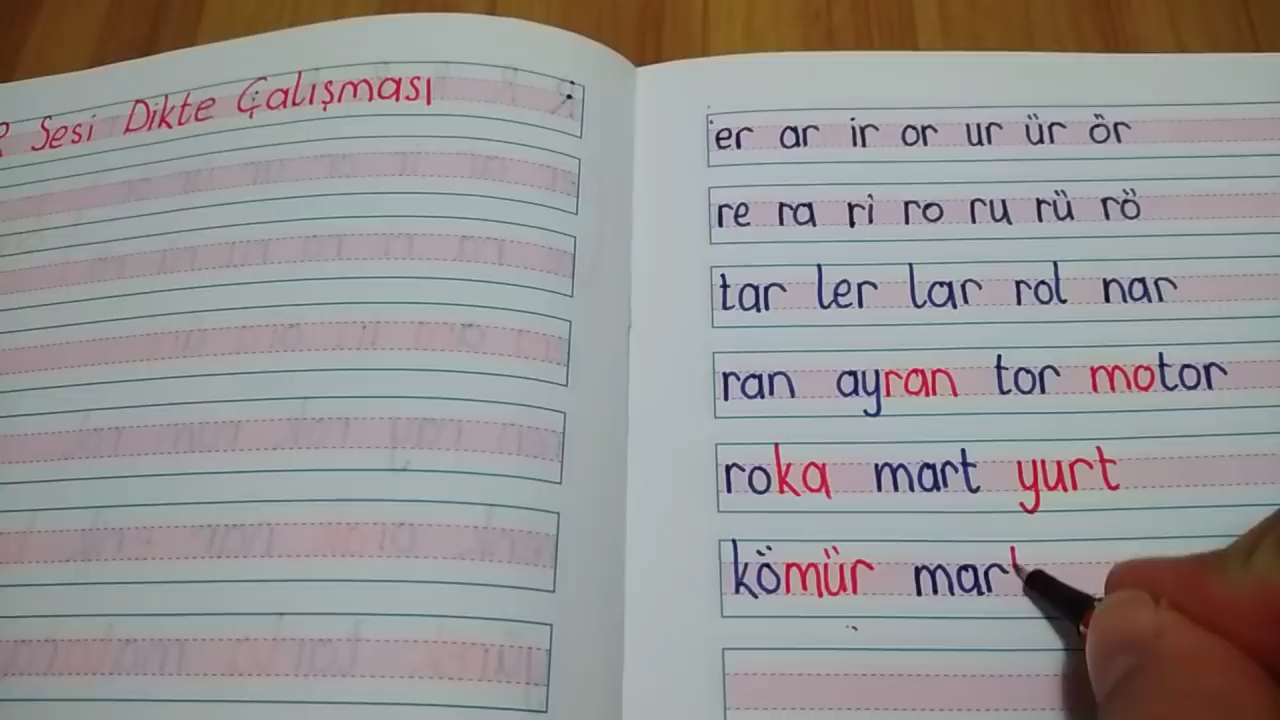 R Sesi Dikte Çalışması
er ar ir or ur ür ör
re ra ri ro ru rü rö
tar ler lar rol nar
ran ayran tor motor
roka mart yurt
kömür mar